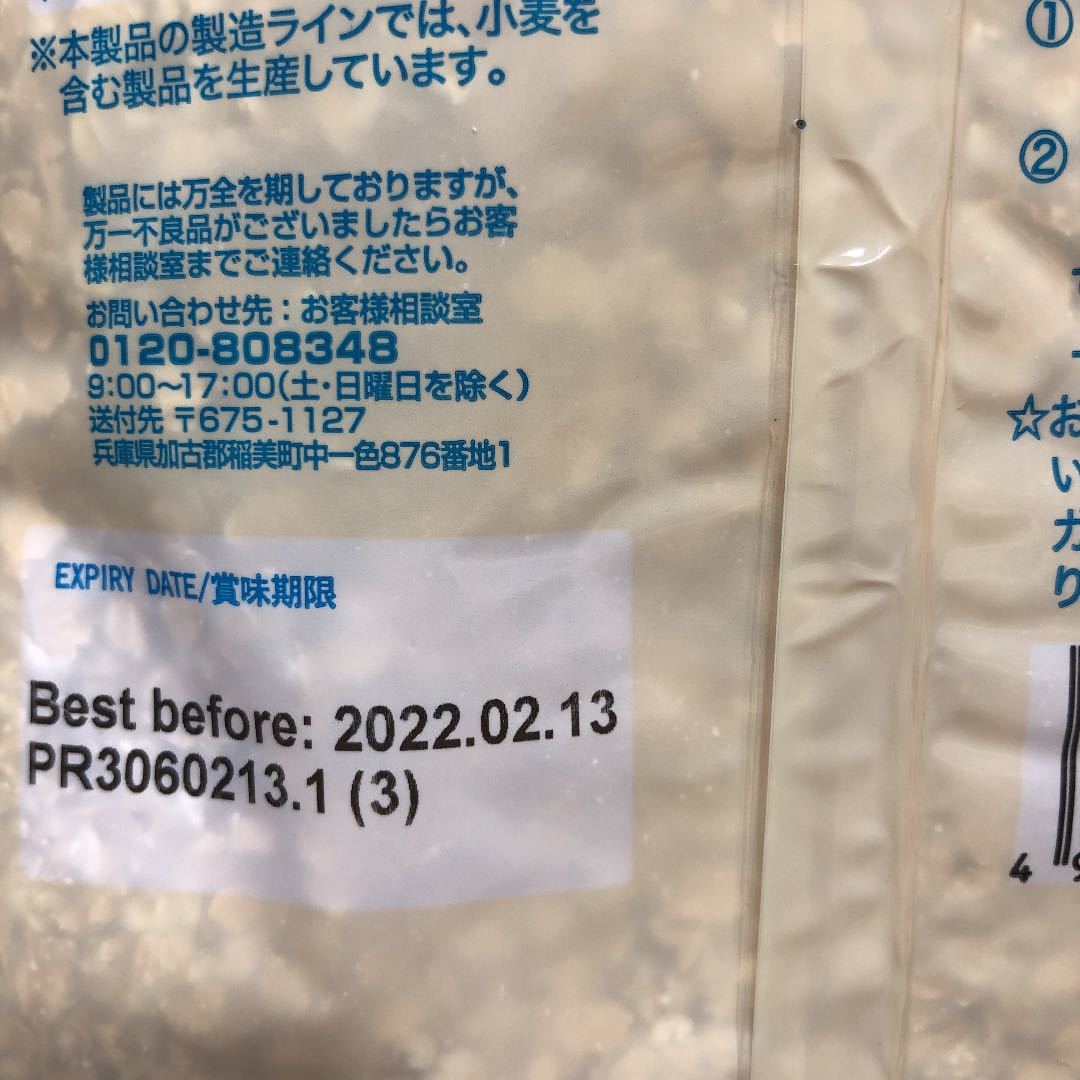 ※本製品の製造ラインでは、小麦を
含む製品を生産しています。
製品には万全を期しておりますが、
万一不良品がございましたらお客
様相談室までご連絡ください。
お問い合わせ先：お客様相談室
0120-808348
9:00～17:00(土・日曜日を除く)
送付先 〒675-1127
兵庫県加古郡稲美町中一色876番地1
EXPIRY DATE/賞味期限
Best before: 2022.02.13
PR3060213.1 (3)
①
②
☆お
い
り
4